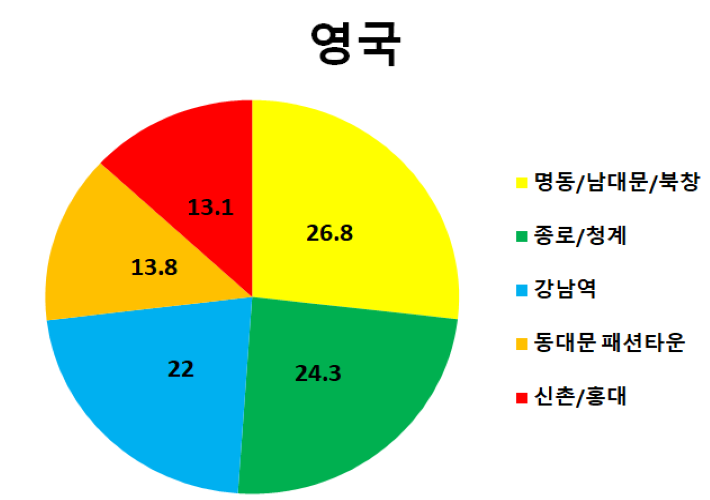 영국
26.8
24.3
22
13.8
13.1
명동/남대문/북창
종로/청계
강남역
동대문 패션타운
신촌/홍대